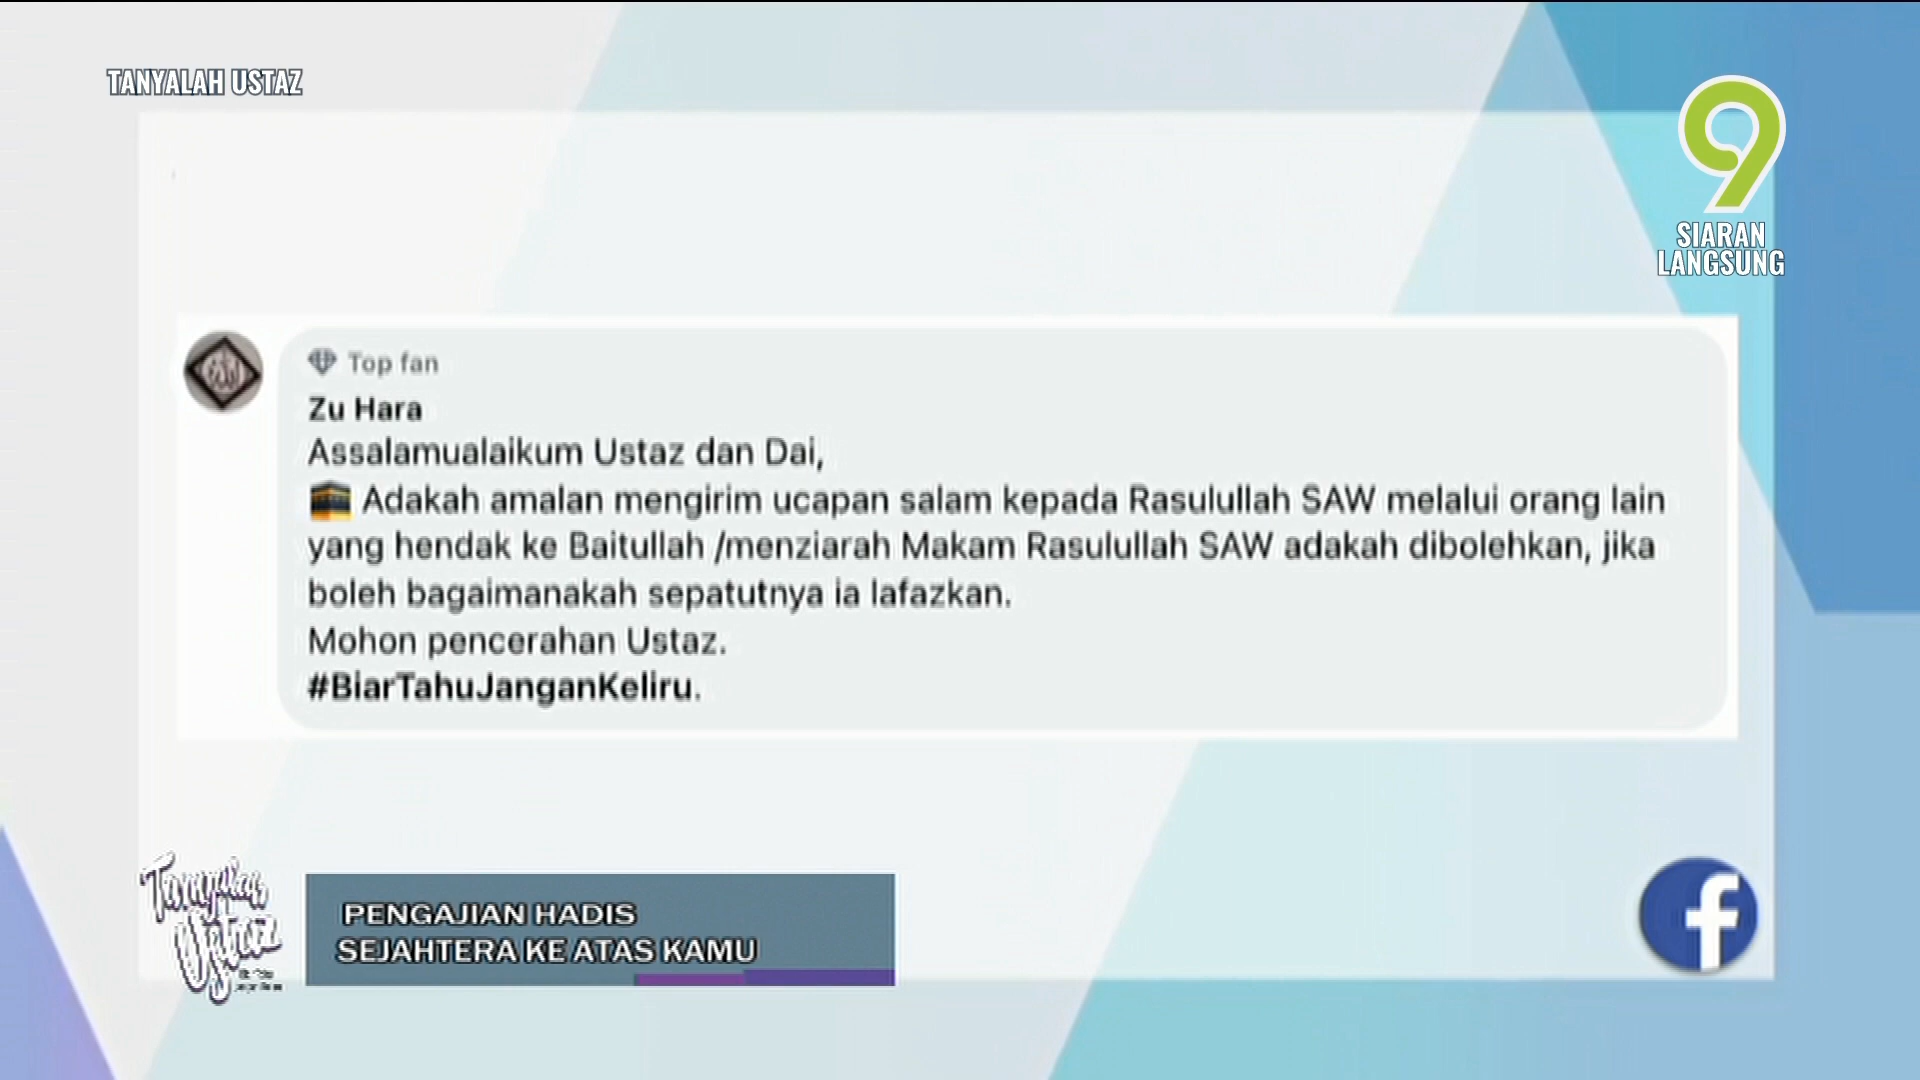 TANYALAH USTAZ
9
SIARAN
LANGSUNG
Top fan
Zu Hara
Assalamualaikum Ustaz dan Dai,
🕋 Adakah amalan mengirim ucapan salam kepada Rasulullah SAW melalui orang lain
yang hendak ke Baitullah /menziarah Makam Rasulullah SAW adakah dibolehkan, jika
boleh bagaimanakah sepatutnya ia lafazkan.
Mohon pencerahan Ustaz.
#BiarTahuJanganKeliru.
Tanyalah
Ustaz
PENGAJIAN HADIS
SEJAHTERA KE ATAS KAMU
f